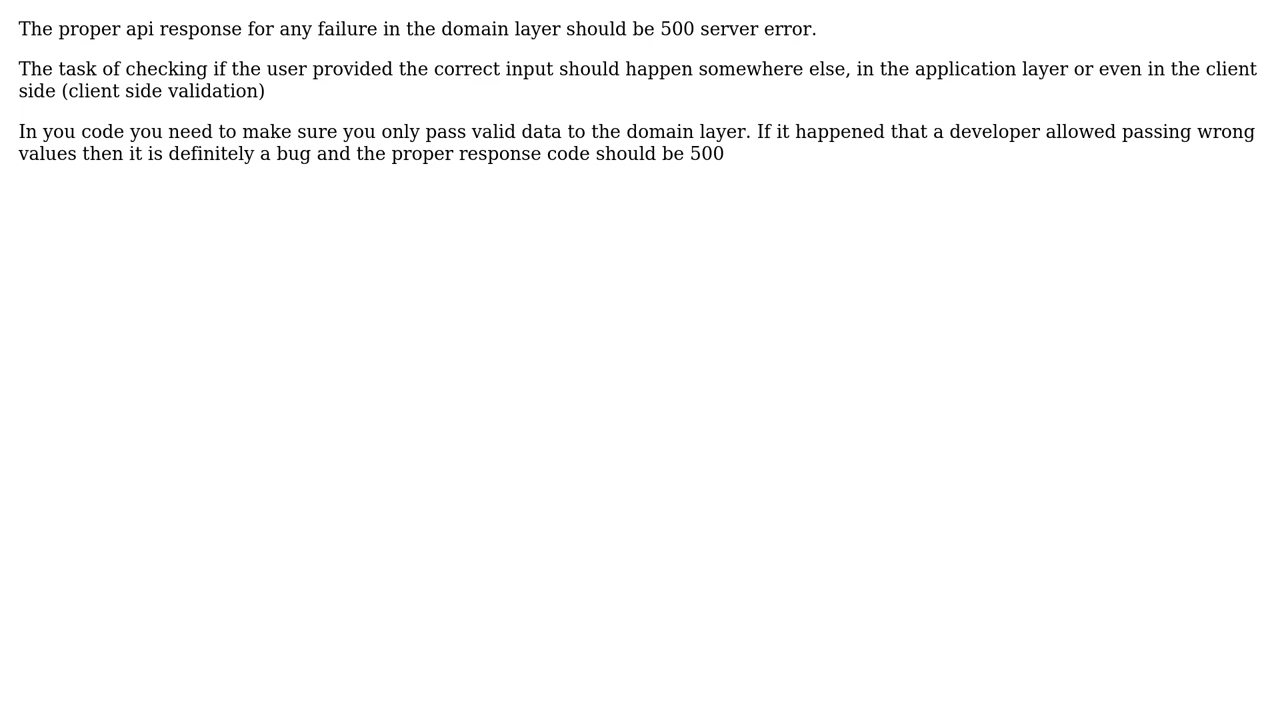 The proper api response for any failure in the domain layer should be 500 server error.
The task of checking if the user provided the correct input should happen somewhere else, in the application layer or even in the client
side (client side validation)
In you code you need to make sure you only pass valid data to the domain layer. If it happened that a developer allowed passing wrong
values then it is definitely a bug and the proper response code should be 500